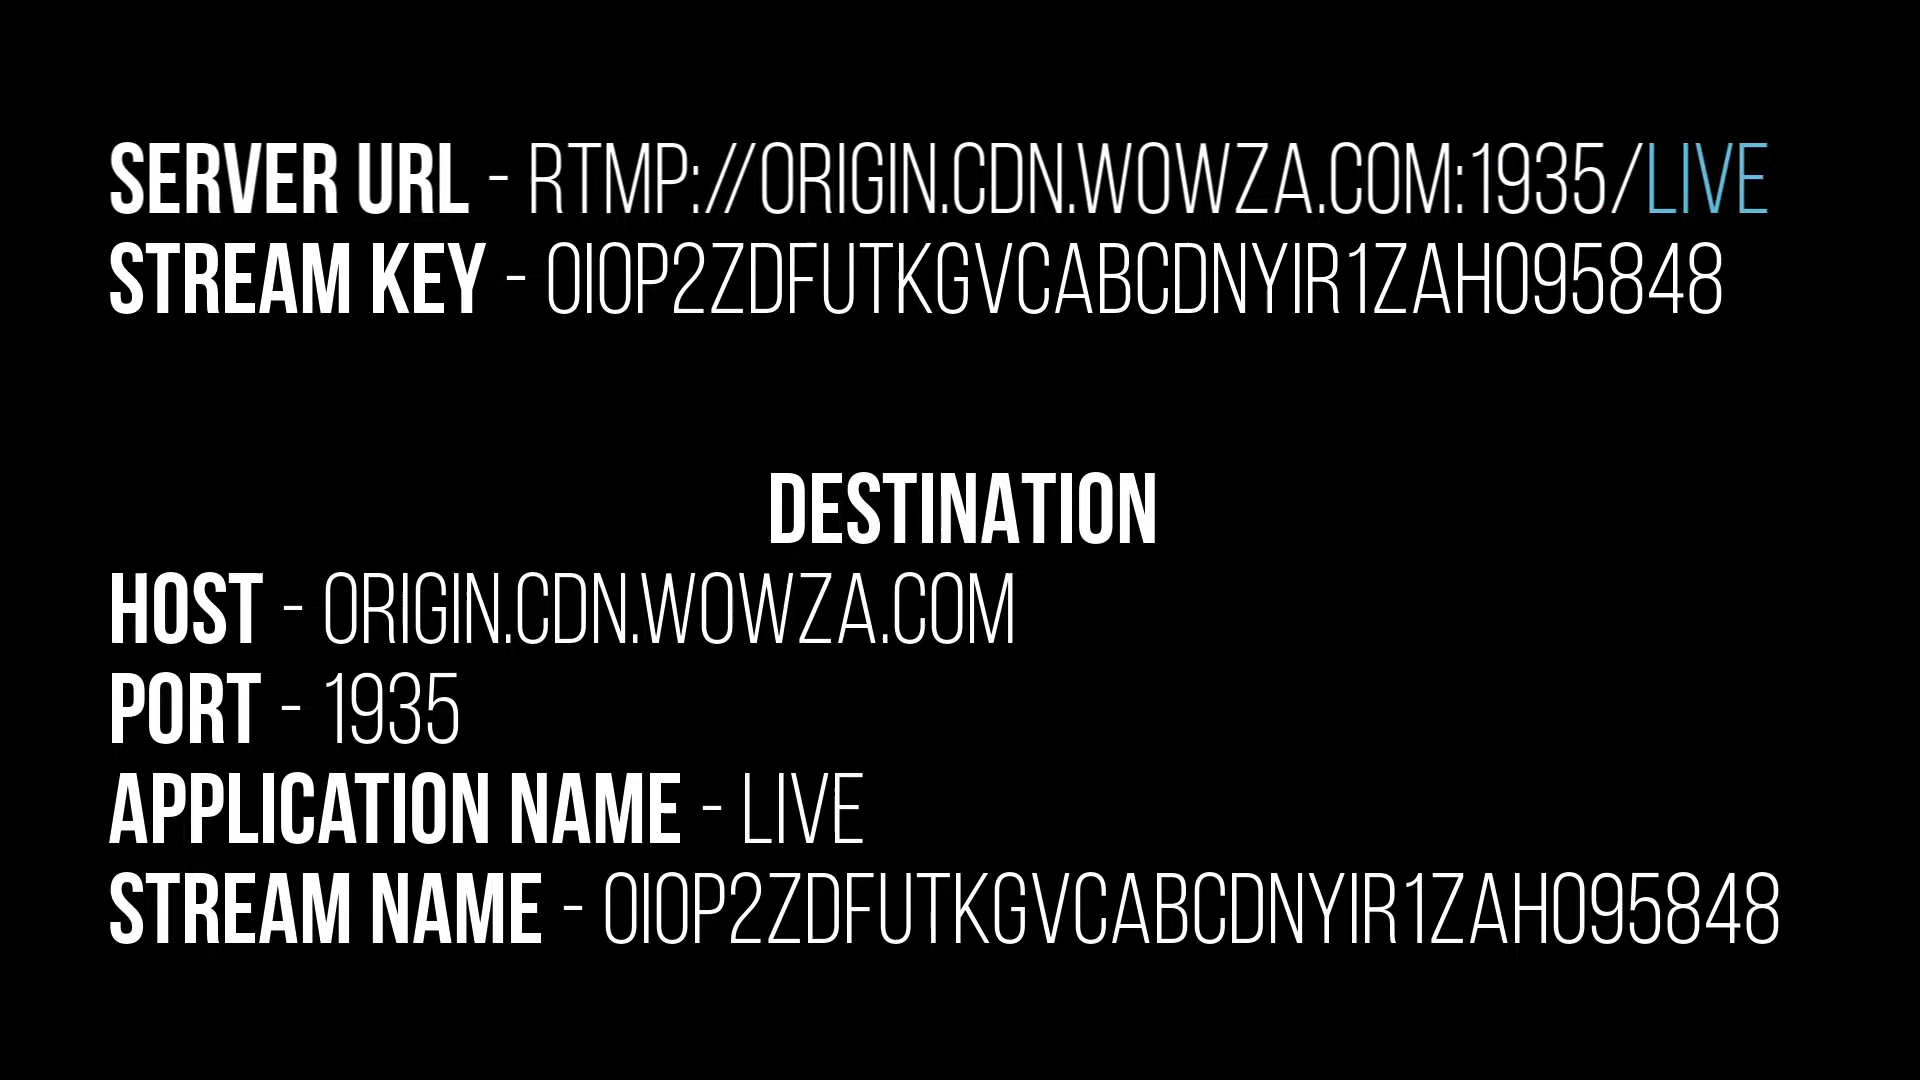 SERVER URL - RTMP://ORIGIN.CDN.WOWZA.COM:1935/LIVE
STREAM KEY - 0I0P2ZDFUTKGVCABCDNYIR1ZAH095848
DESTINATION
HOST - ORIGIN.CDN.WOWZA.COM
PORT - 1935
APPLICATION NAME - LIVE
STREAM NAME - 0I0P2ZDFUTKGVCABCDNYIR1ZAH095848